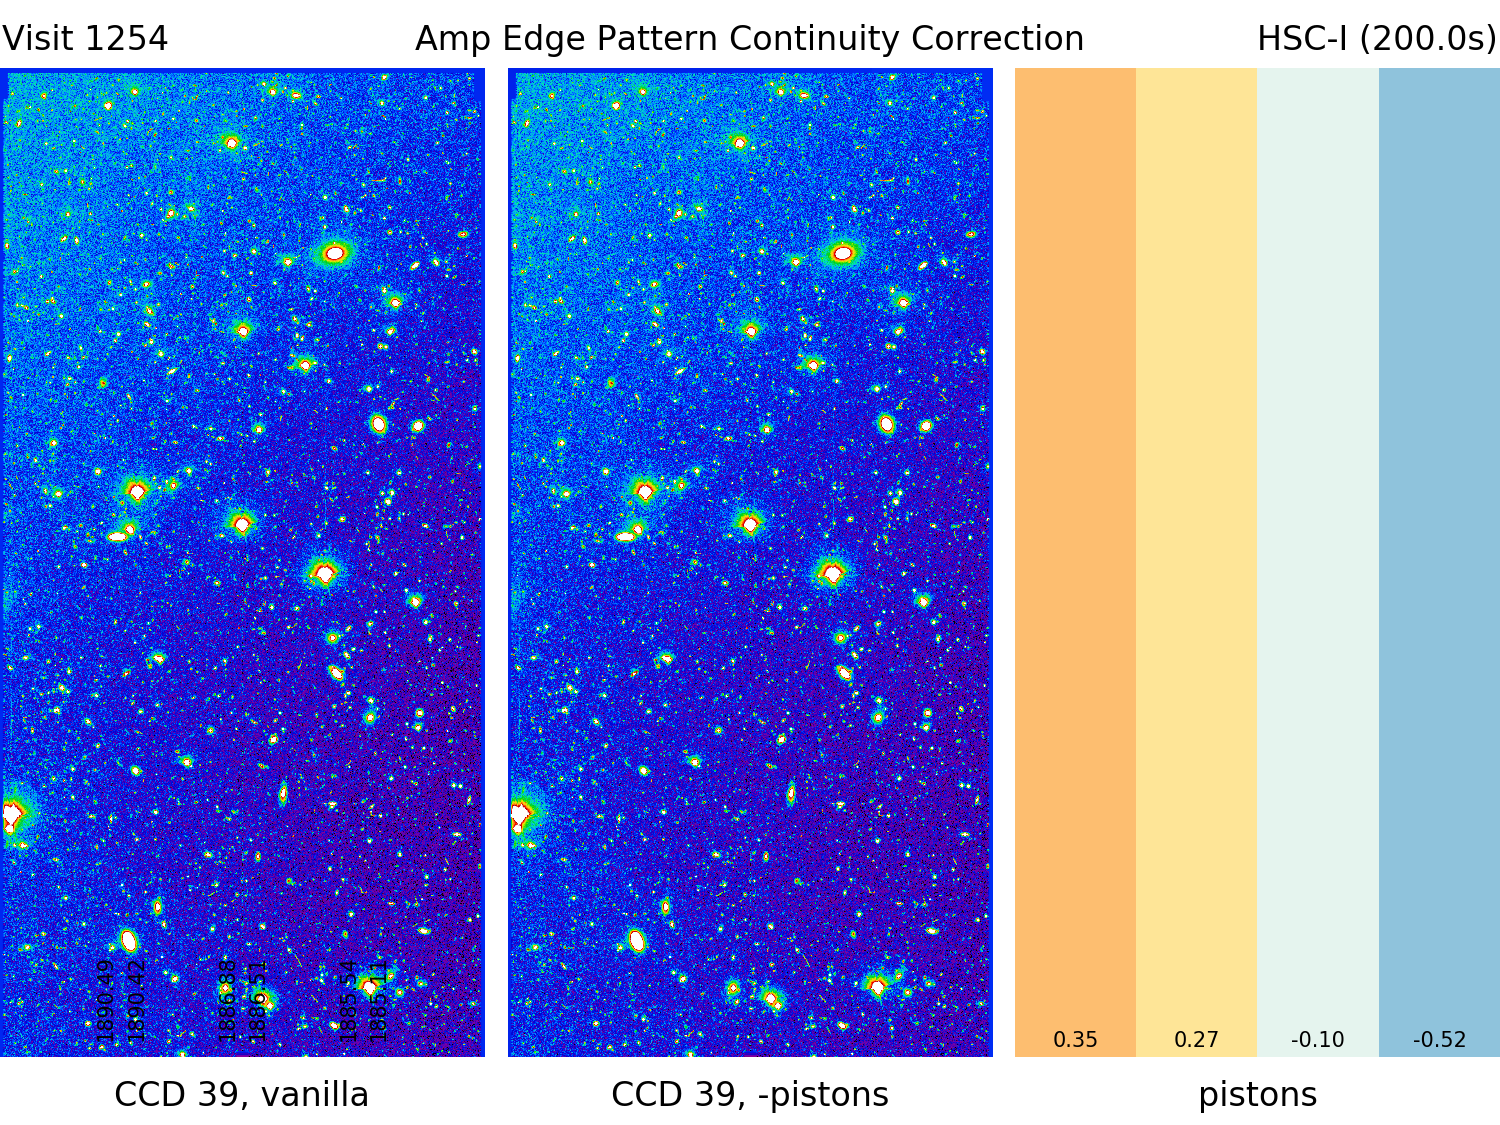 Visit 1254 Amp Edge Pattern Continuity Correction HSC-I (200.0s)
1890.49 1890.42 1886.88 1886.51 1885.54 1885.11
0.35 0.27 -0.10 -0.52
CCD 39, vanilla CCD 39, -pistons pistons